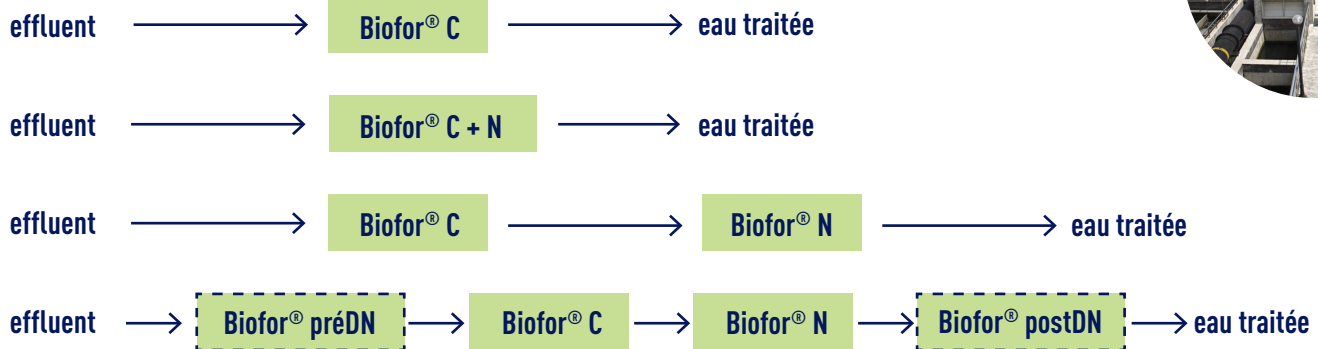 effluent Biofor® C eau traitée
effluent Biofor® C + N eau traitée
effluent Biofor® C Biofor® N eau traitée
effluent Biofor® préDN Biofor® C Biofor® N Biofor® postDN eau traitée